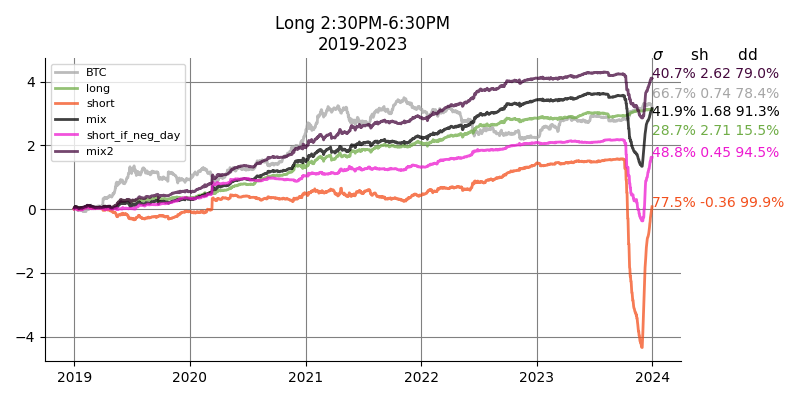 Long 2:30PM-6:30PM
2019-2023
σ sh dd
40.7% 2.62 79.0%
66.7% 0.74 78.4%
41.9% 1.68 91.3%
28.7% 2.71 15.5%
48.8% 0.45 94.5%
77.5% -0.36 99.9%
BTC
long
short
mix
short_if_neg_day
mix2
4
2
0
−2
−4
2019 2020 2021 2022 2023 2024